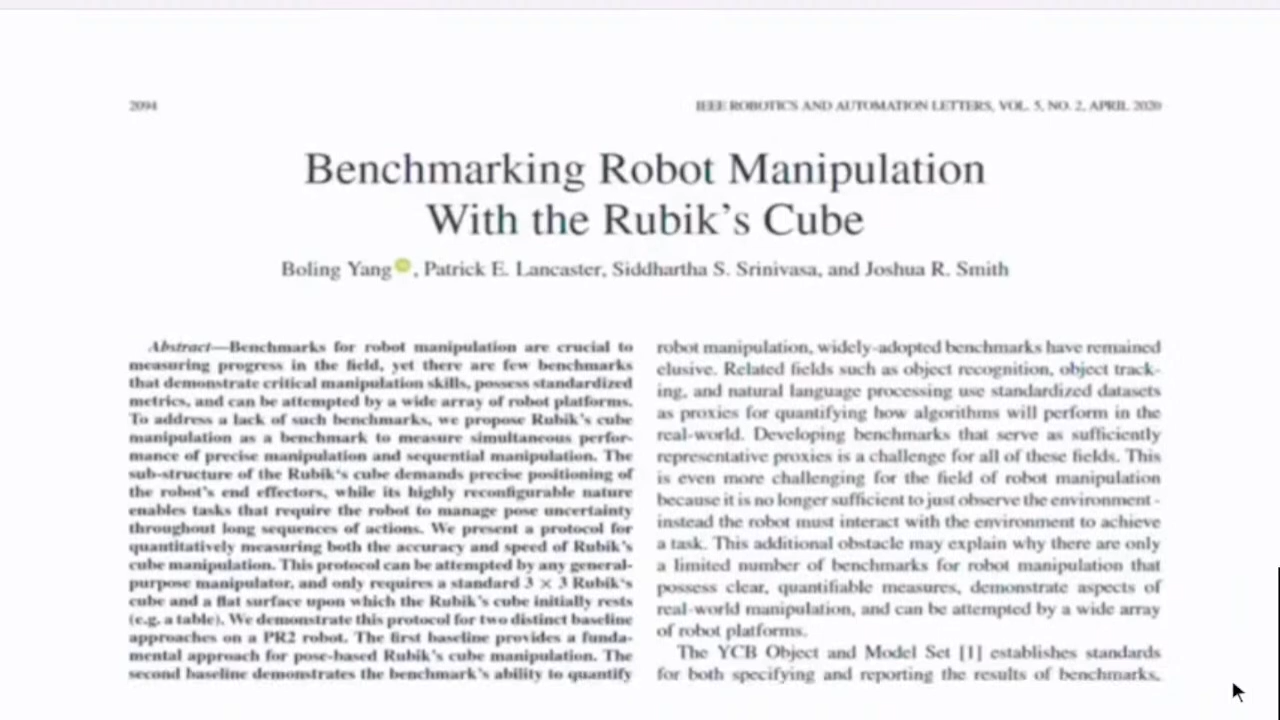 2094
IEEE ROBOTICS AND AUTOMATION LETTERS, VOL. 5, NO. 2, APRIL 2020
Benchmarking Robot Manipulation
With the Rubik's Cube
Boling Yang, Patrick E. Lancaster, Siddhartha S. Srinivasa, and Joshua R. Smith
Abstract—Benchmarks for robot manipulation are crucial to
measuring progress in the field, yet there are few benchmarks
that demonstrate critical manipulation skills, possess standardized
metrics, and can be attempted by a wide array of robot platforms.
To address a lack of such benchmarks, we propose Rubik's cube
manipulation as a benchmark to measure simultaneous perfor-
mance of precise manipulation and sequential manipulation. The
sub-structure of the Rubik's cube demands precise positioning of
the robot's end effectors, while its highly reconfigurable nature
enables tasks that require the robot to manage pose uncertainty
throughout long sequences of actions. We present a protocol for
quantitatively measuring both the accuracy and speed of Rubik's
cube manipulation. This protocol can be attempted by any general-
purpose manipulator, and only requires a standard 3 × 3 Rubik's
cube and a flat surface upon which the Rubik's cube initially rests
(e.g. a table). We demonstrate this protocol for two distinct baseline
approaches on a PR2 robot. The first baseline provides a funda-
mental approach for pose-based Rubik's cube manipulation. The
second baseline demonstrates the benchmark's ability to quantify
robot manipulation, widely-adopted benchmarks have remained
elusive. Related fields such as object recognition, object track-
ing, and natural language processing use standardized datasets
as proxies for quantifying how algorithms will perform in the
real-world. Developing benchmarks that serve as sufficiently
representative proxies is a challenge for all of these fields. This
is even more challenging for the field of robot manipulation
because it is no longer sufficient to just observe the environment -
instead the robot must interact with the environment to achieve
a task. This additional obstacle may explain why there are only
a limited number of benchmarks for robot manipulation that
possess clear, quantifiable measures, demonstrate aspects of
real-world manipulation, and can be attempted by a wide array
of robot platforms.
The YCB Object and Model Set [1] establishes standards
for both specifying and reporting the results of benchmarks,